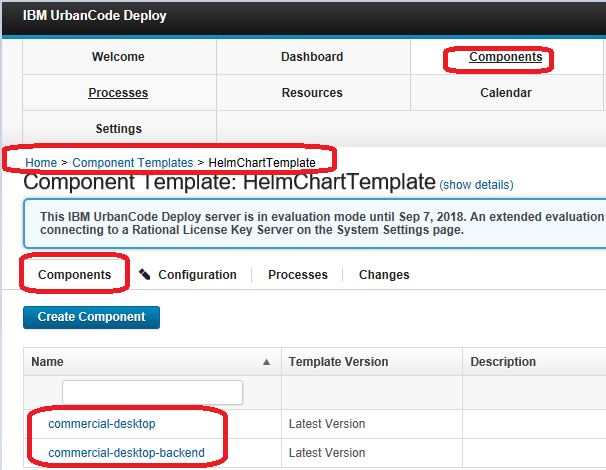 IBM UrbanCode Deploy
Welcome Dashboard Components
Processes Resources Calendar
Settings
Home > Component Templates > HelmChartTemplate
Component Template: HelmChartTemplate (show details)
This IBM UrbanCode Deploy server is in evaluation mode until Sep 7, 2018. An extended evaluation
connecting to a Rational License Key Server on the System Settings page.
Components Configuration Processes Changes
Create Component
Name Template Version Description
commercial-desktop Latest Version
commercial-desktop-backend Latest Version